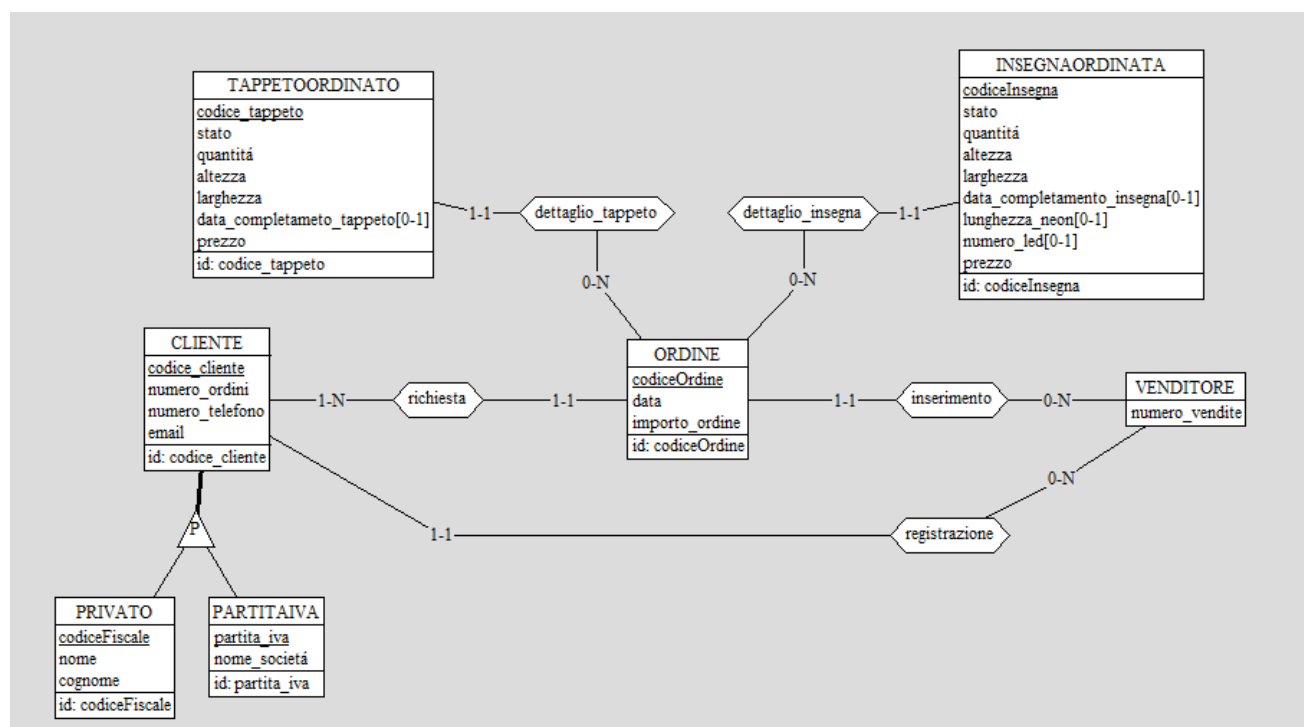 TAPPETOORDINATO
codice_tappeto
stato
quantitá
altezza
larghezza
data_completameto_tappeto[0-1]
prezzo
id: codice_tappeto
1-1
dettaglio_tappeto
0-N
INSEGNAORDINATA
codiceInsegna
stato
quantitá
altezza
larghezza
data_completamento_insegna[0-1]
lunghezza_neon[0-1]
numero_led[0-1]
prezzo
id: codiceInsegna
dettaglio_insegna
1-1
0-N
CLIENTE
codice_cliente
numero_ordini
numero_telefono
email
id: codice_cliente
1-N
richiesta
1-1
ORDINE
codiceOrdine
data
importo_ordine
id: codiceOrdine
1-1
inserimento
0-N
VENDITORE
numero_vendite
0-N
1-1
registrazione
P
PRIVATO
codiceFiscale
nome
cognome
id: codiceFiscale
PARTITAIVA
partita_iva
nome_societá
id: partita_iva